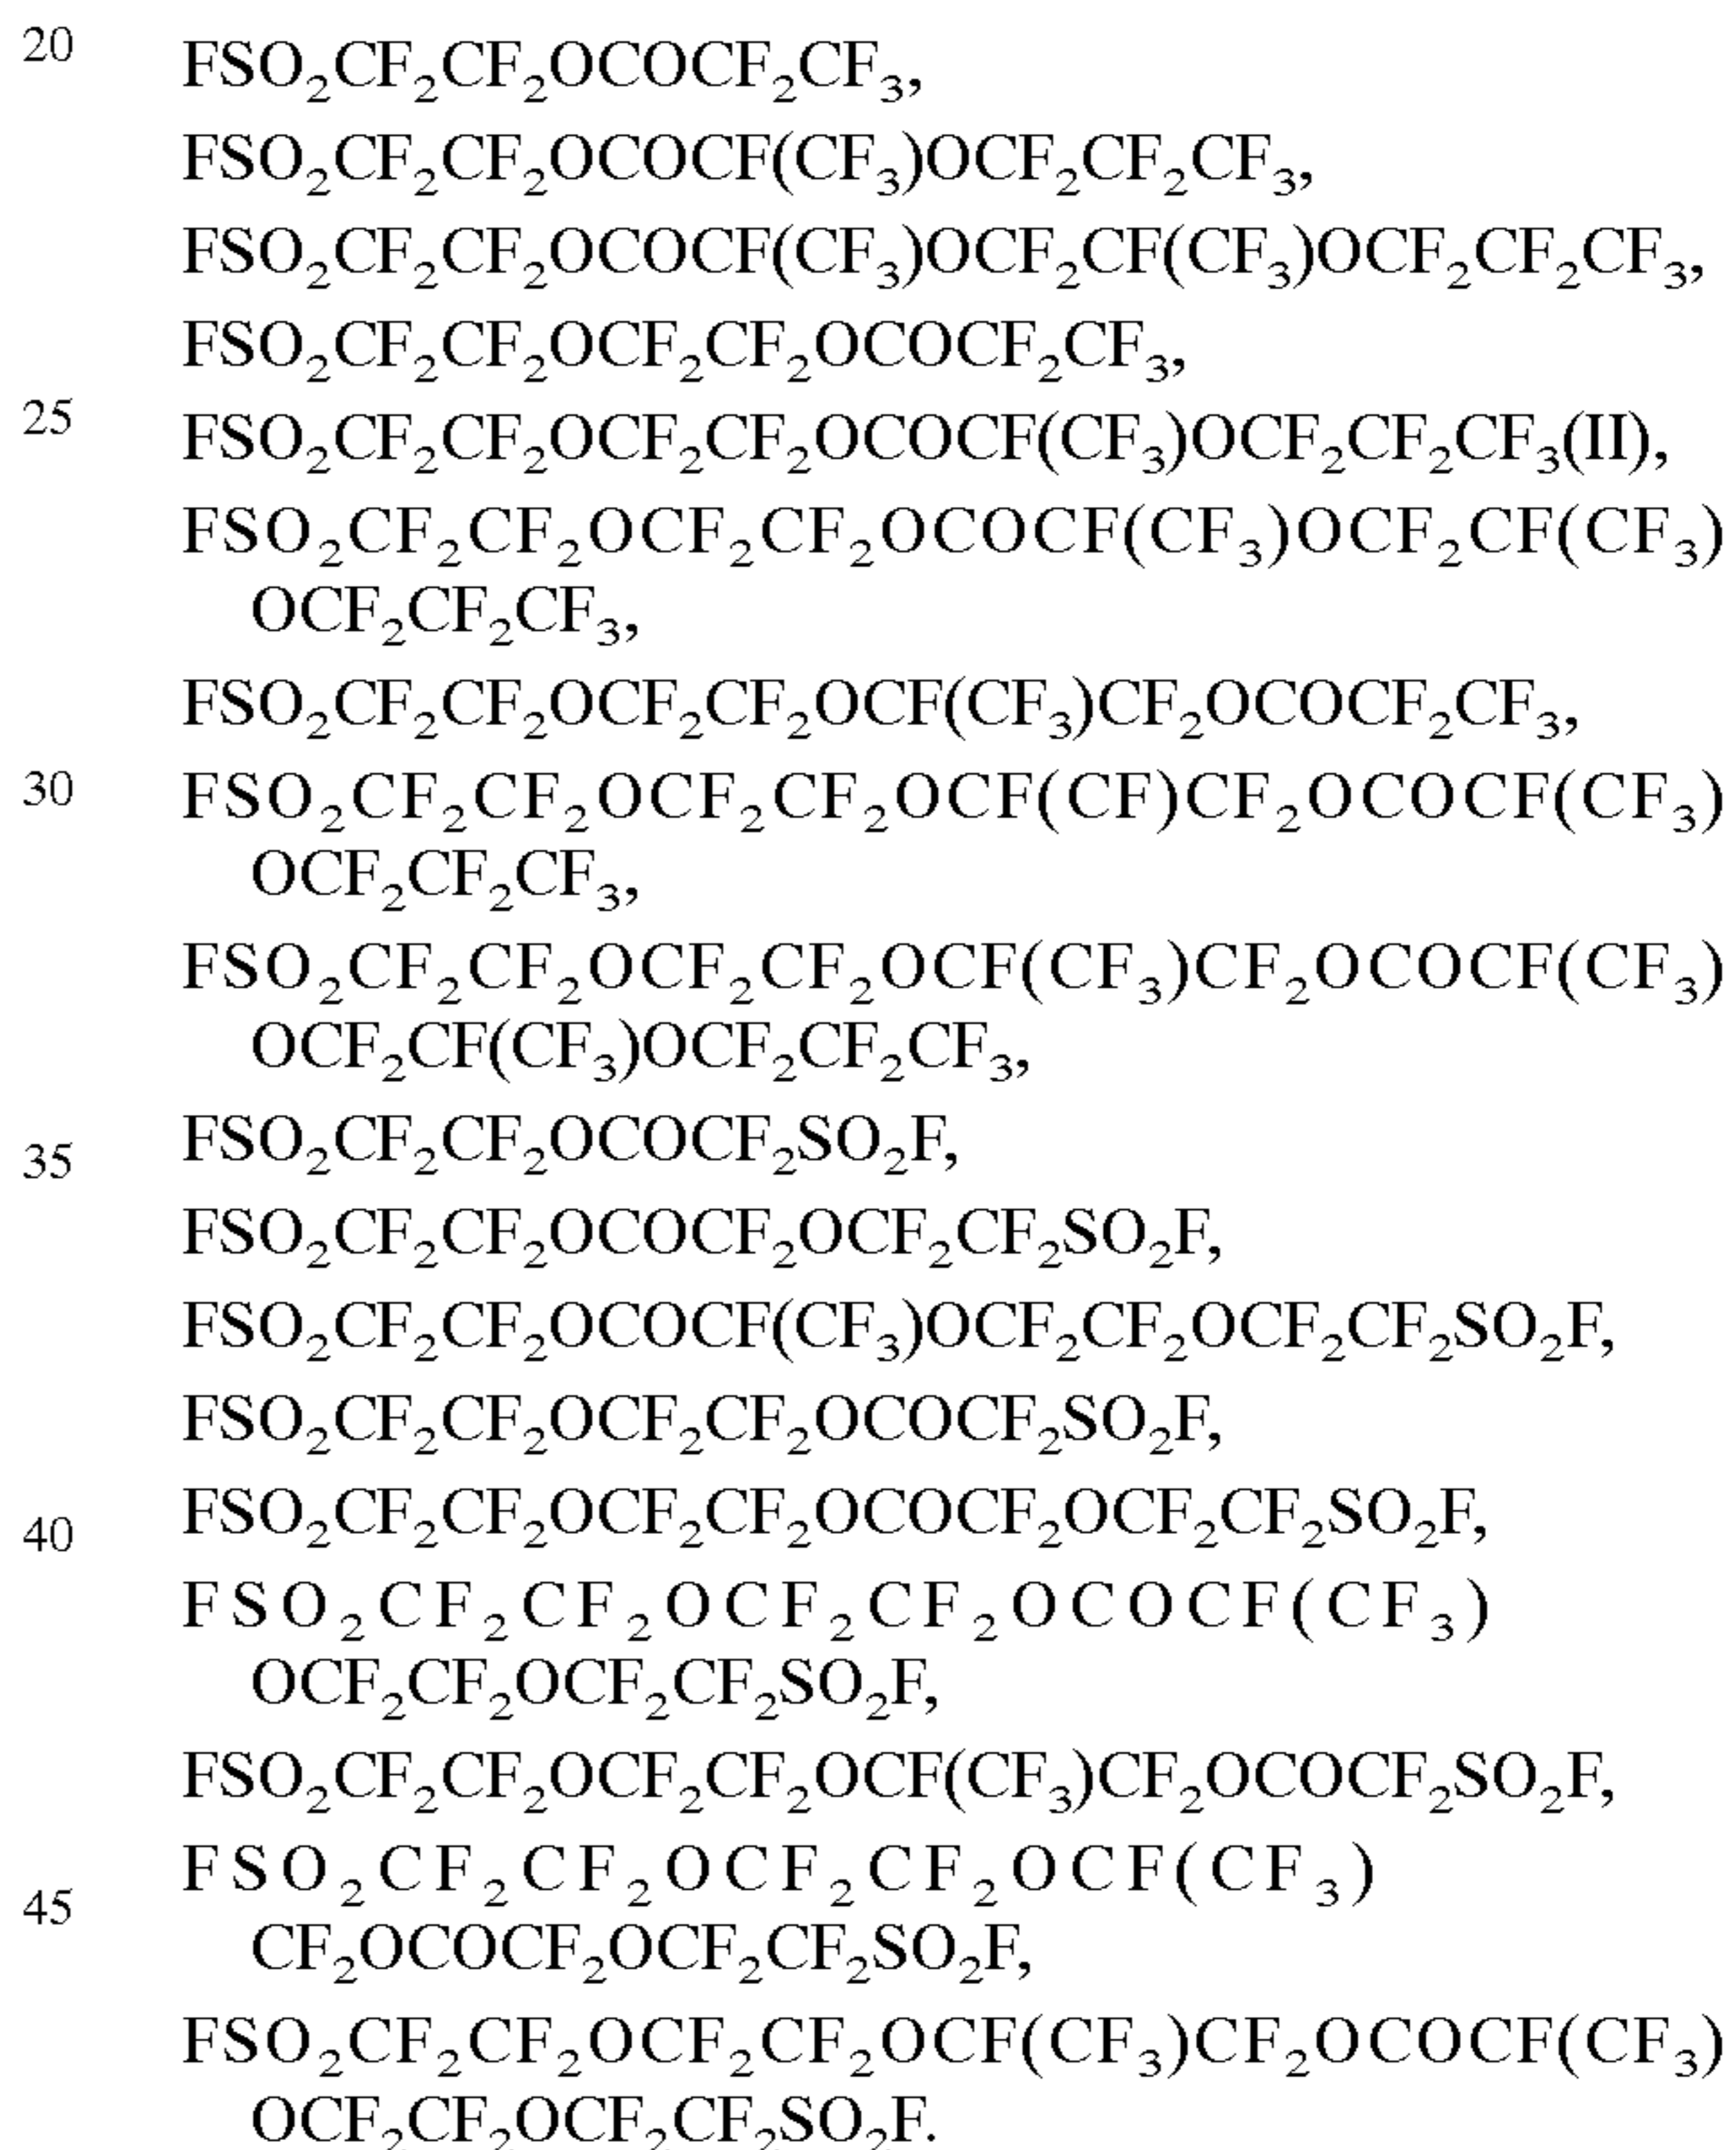 20 FSO₂CF₂CF₂OCOCF₂CF₃,
FSO₂CF₂CF₂OCOCF(CF₃)OCF₂CF₂CF₃,
FSO₂CF₂CF₂OCOCF(CF₃)OCF₂CF(CF₃)OCF₂CF₂CF₃,
FSO₂CF₂CF₂OCF₂CF₂OCOCF₂CF₃,
25 FSO₂CF₂CF₂OCF₂CF₂OCOCF(CF₃)OCF₂CF₂CF₃(II),
FSO₂CF₂CF₂OCF₂CF₂OCOCF(CF₃)OCF₂CF(CF₃)
OCF₂CF₂CF₃,
FSO₂CF₂CF₂OCF₂CF₂OCF(CF₃)CF₂OCOCF₂CF₃,
30 FSO₂CF₂CF₂OCF₂CF₂OCF(CF)CF₂OCOCF(CF₃)
OCF₂CF₂CF₃,
FSO₂CF₂CF₂OCF₂CF₂OCF(CF₃)CF₂OCOCF(CF₃)
OCF₂CF(CF₃)OCF₂CF₂CF₃,
35 FSO₂CF₂CF₂OCOCF₂SO₂F,
FSO₂CF₂CF₂OCOCF₂OCF₂CF₂SO₂F,
FSO₂CF₂CF₂OCOCF(CF₃)OCF₂CF₂OCF₂CF₂SO₂F,
FSO₂CF₂CF₂OCF₂CF₂OCOCF₂SO₂F,
40 FSO₂CF₂CF₂OCF₂CF₂OCOCF₂OCF₂CF₂SO₂F,
FSO₂CF₂CF₂OCF₂CF₂OCOCF(CF₃)
OCF₂CF₂OCF₂CF₂SO₂F,
FSO₂CF₂CF₂OCF₂CF₂OCF(CF₃)CF₂OCOCF₂SO₂F,
FSO₂CF₂CF₂OCF₂CF₂OCF(CF₃)
45 CF₂OCOCF₂OCF₂CF₂SO₂F,
FSO₂CF₂CF₂OCF₂CF₂OCF(CF₃)CF₂OCOCF(CF₃)
OCF₂CF₂OCF₂CF₂SO₂F.